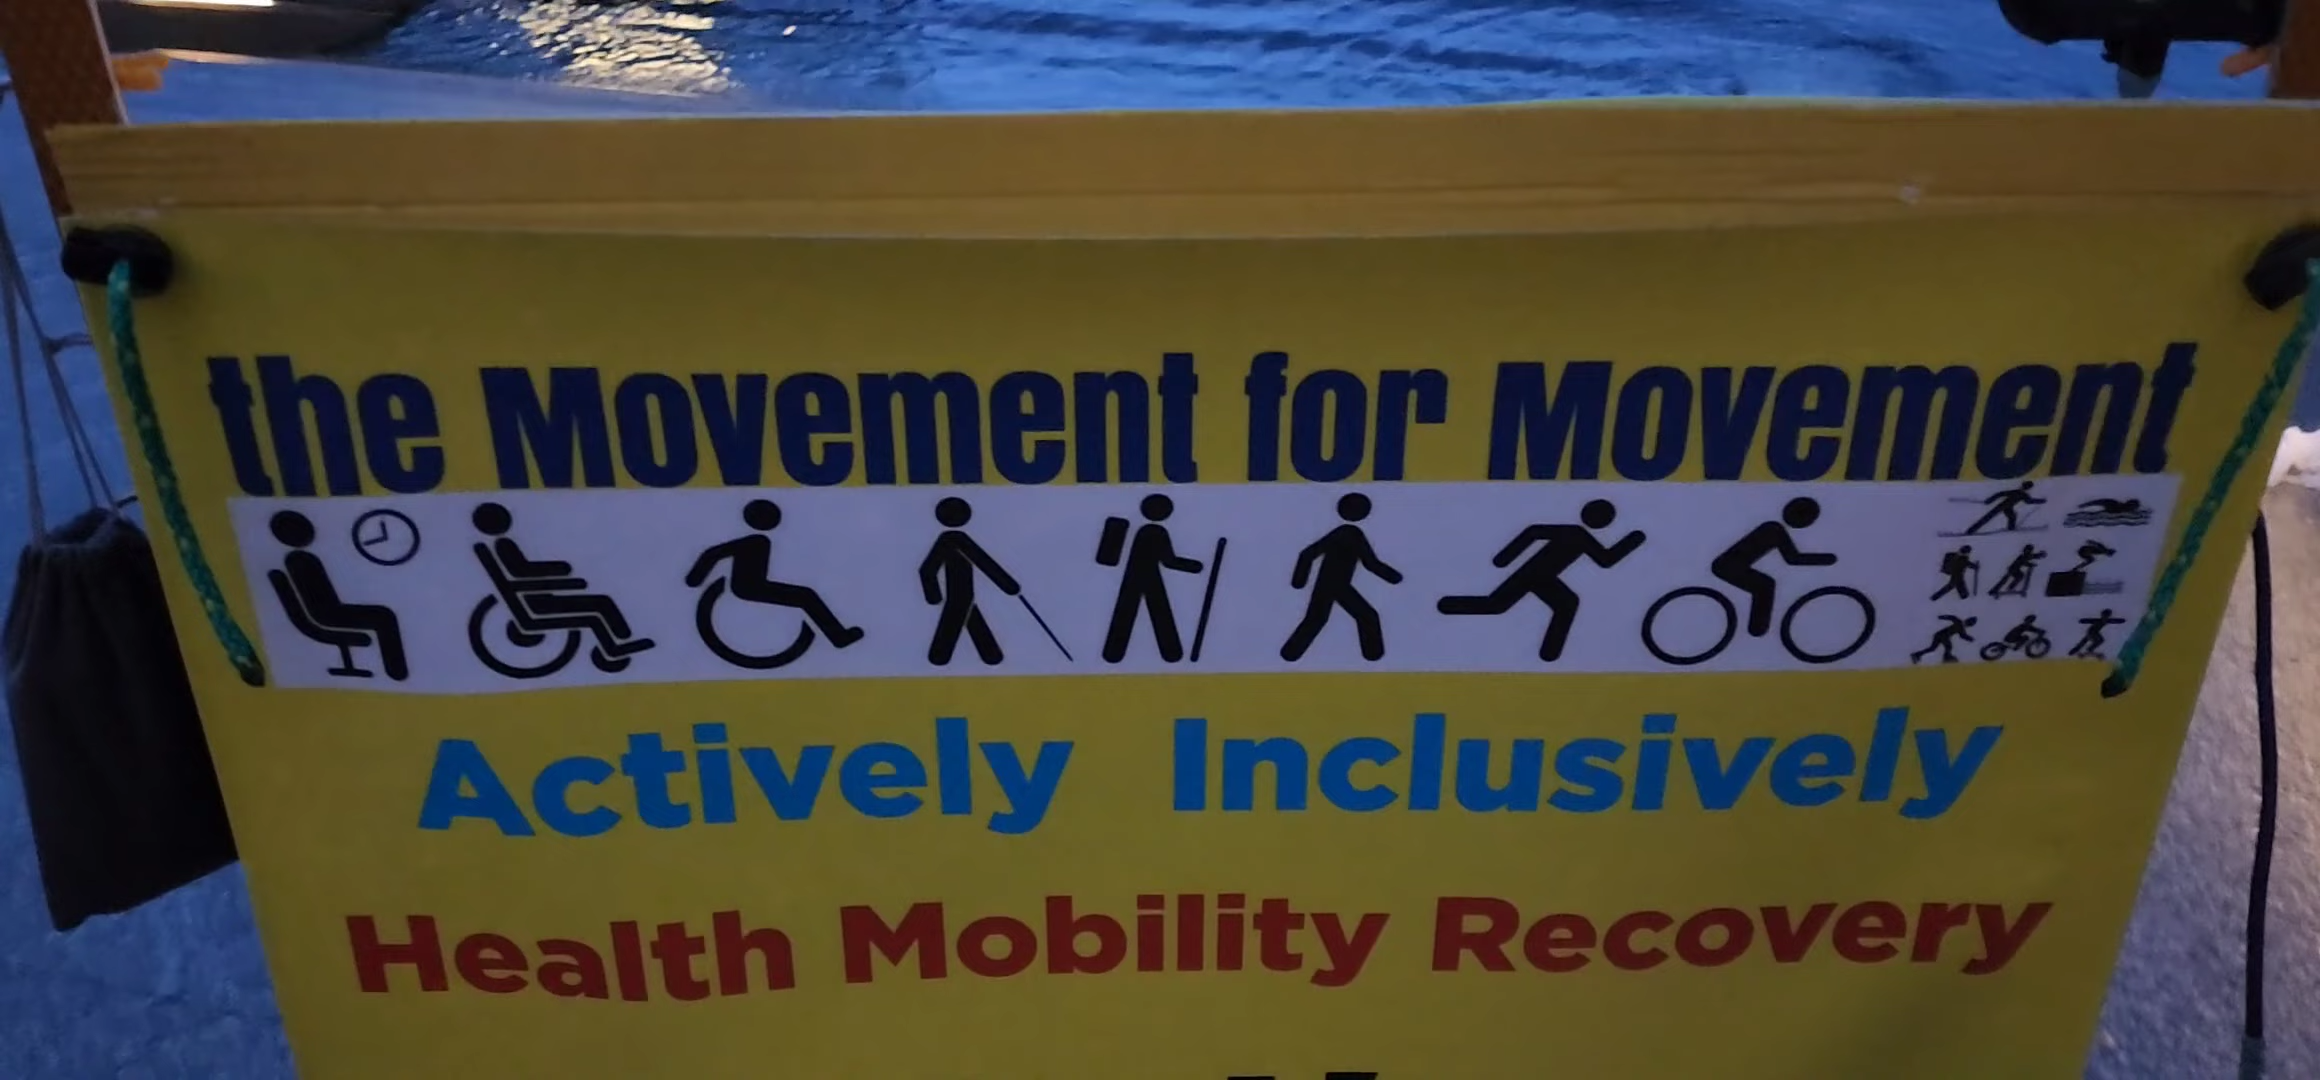 the Movement for Movement
Actively Inclusively
Health Mobility Recovery